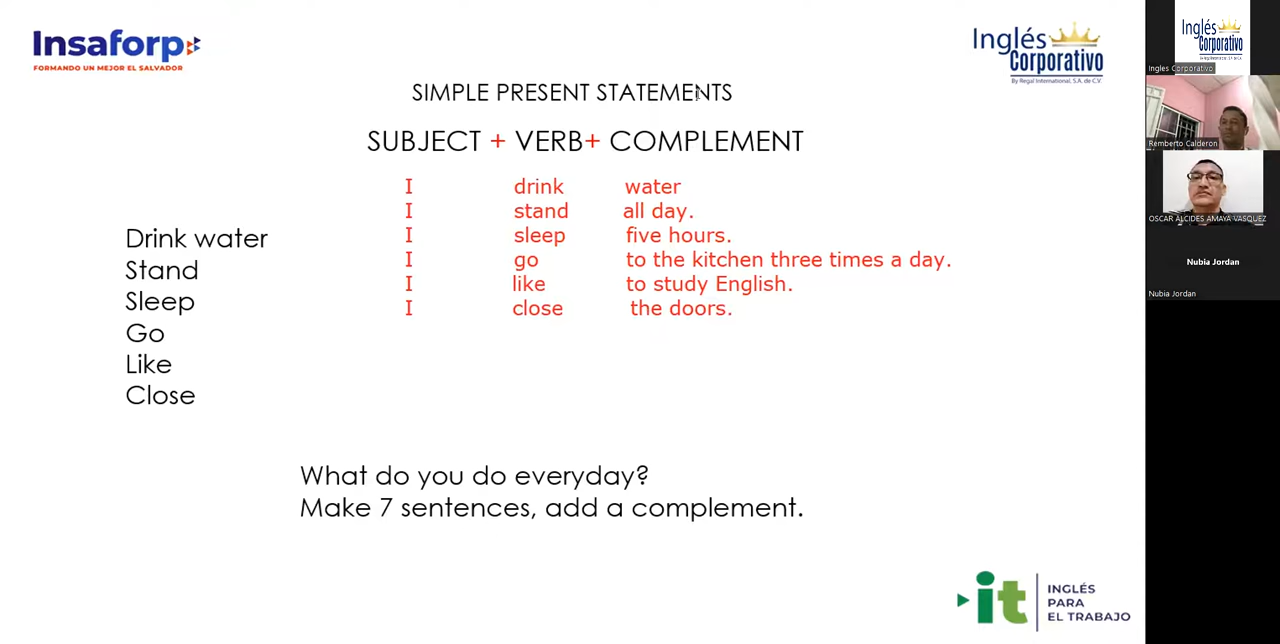 Insaforp
FORMANDO UN MEJOR EL SALVADOR
Inglés
Corporativo
By Regal International, S.A. de C.V.
SIMPLE PRESENT STATEMENTS
SUBJECT + VERB+ COMPLEMENT
I drink water
I stand all day.
I sleep five hours.
I go to the kitchen three times a day.
I like to study English.
I close the doors.
Drink water
Stand
Sleep
Go
Like
Close
What do you do everyday?
Make 7 sentences, add a complement.
it
INGLÉS
PARA
EL TRABAJO
Inglés
Corporativo
Ingles Corporativo
Remberto Calderon
OSCAR ALCIDES AMAYA VASQUEZ
Nubia Jordan
Nubia Jordan